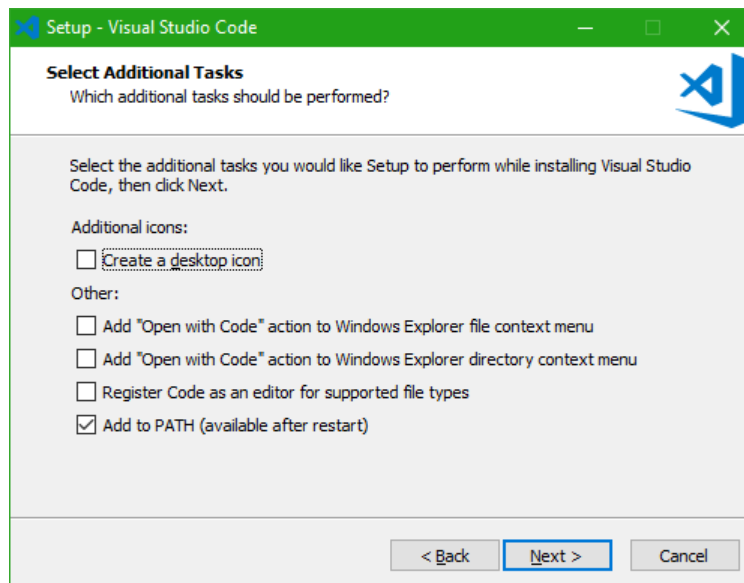 Setup - Visual Studio Code
Select Additional Tasks
Which additional tasks should be performed?
Select the additional tasks you would like Setup to perform while installing Visual Studio
Code, then click Next.
Additional icons:
Create a desktop icon
Other:
Add "Open with Code" action to Windows Explorer file context menu
Add "Open with Code" action to Windows Explorer directory context menu
Register Code as an editor for supported file types
Add to PATH (available after restart)
< Back Next > Cancel